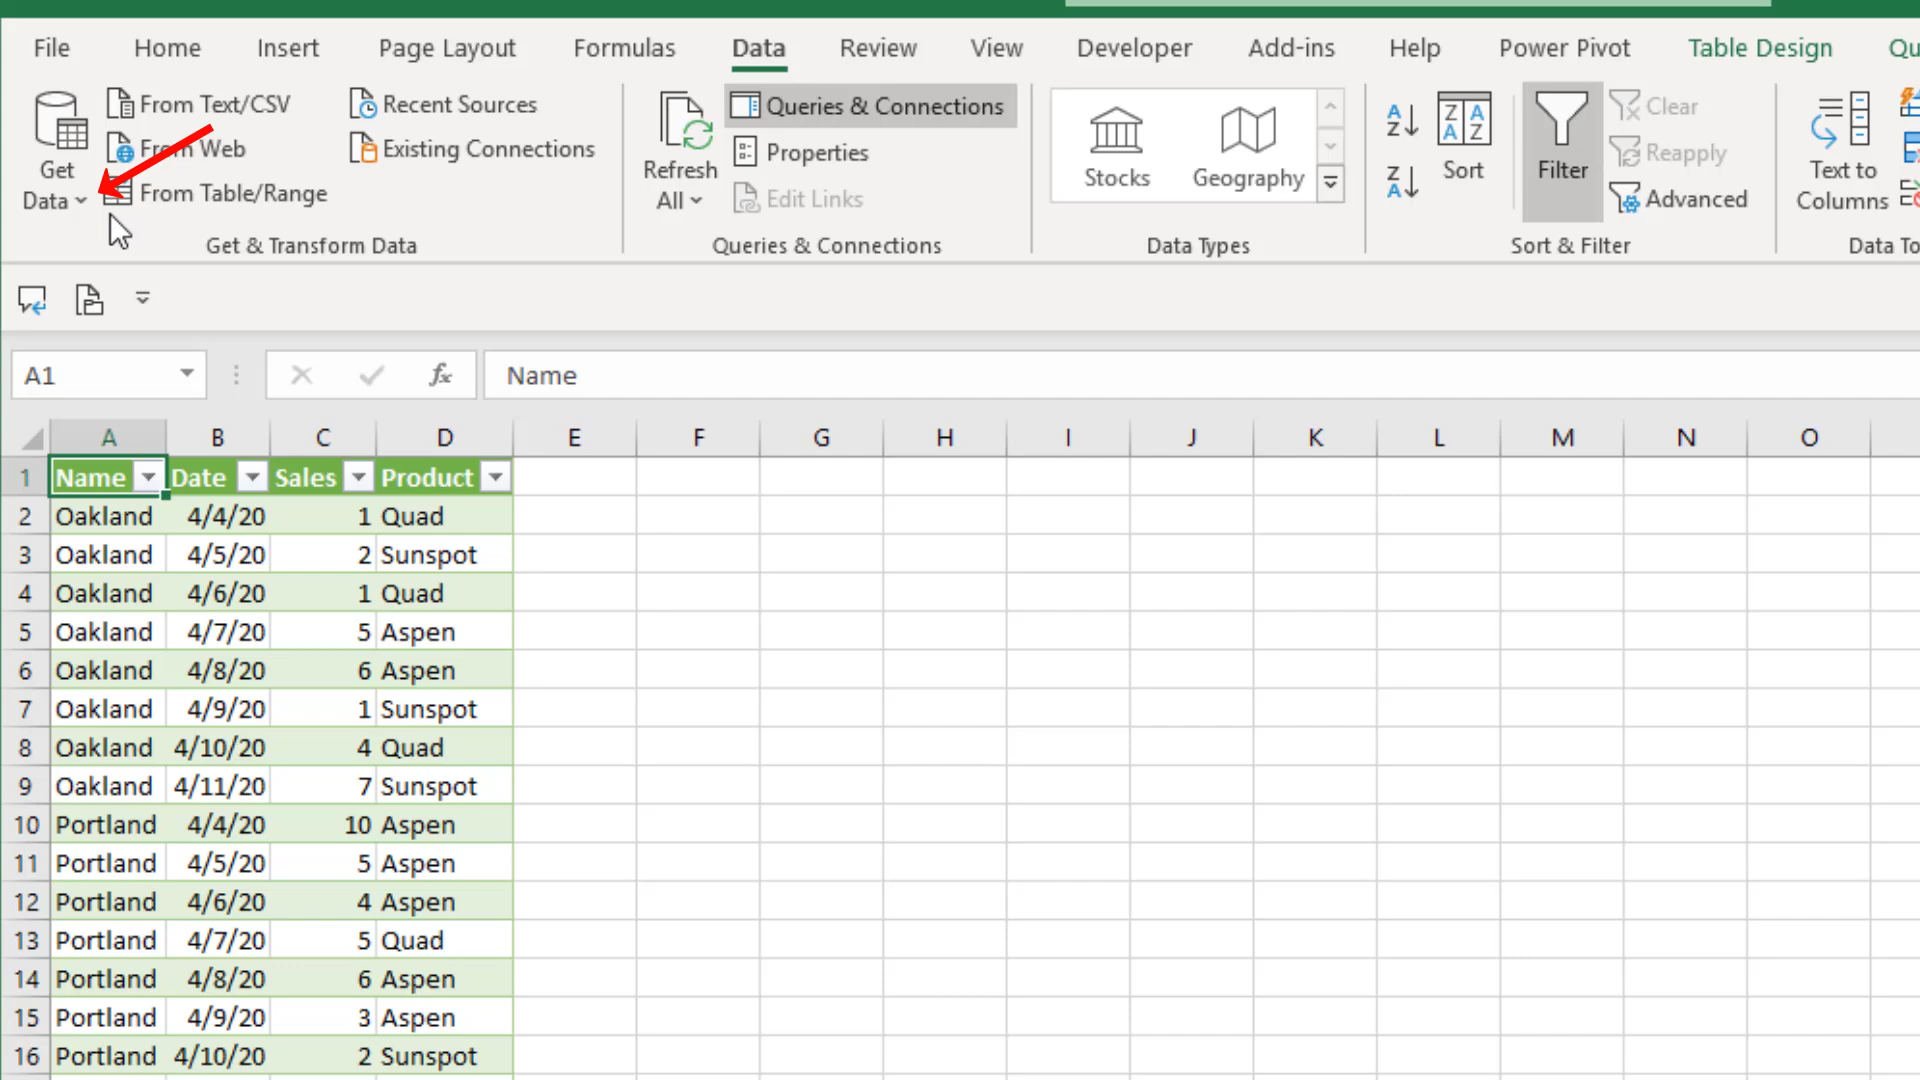 File Home Insert Page Layout Formulas Data Review View Developer Add-ins Help Power Pivot Table Design Qu
Get Data
From Text/CSV
From Web
From Table/Range
Recent Sources
Existing Connections
Get & Transform Data
Refresh All
Queries & Connections
Properties
Edit Links
Queries & Connections
Stocks
Geography
Data Types
Sort
Filter
Clear
Reapply
Advanced
Sort & Filter
Text to Columns
Data To
A1 fx Name
A B C D E F G H I J K L M N O
1 Name Date Sales Product
2 Oakland 4/4/20 1 Quad
3 Oakland 4/5/20 2 Sunspot
4 Oakland 4/6/20 1 Quad
5 Oakland 4/7/20 5 Aspen
6 Oakland 4/8/20 6 Aspen
7 Oakland 4/9/20 1 Sunspot
8 Oakland 4/10/20 4 Quad
9 Oakland 4/11/20 7 Sunspot
10 Portland 4/4/20 10 Aspen
11 Portland 4/5/20 5 Aspen
12 Portland 4/6/20 4 Aspen
13 Portland 4/7/20 5 Quad
14 Portland 4/8/20 6 Aspen
15 Portland 4/9/20 3 Aspen
16 Portland 4/10/20 2 Sunspot